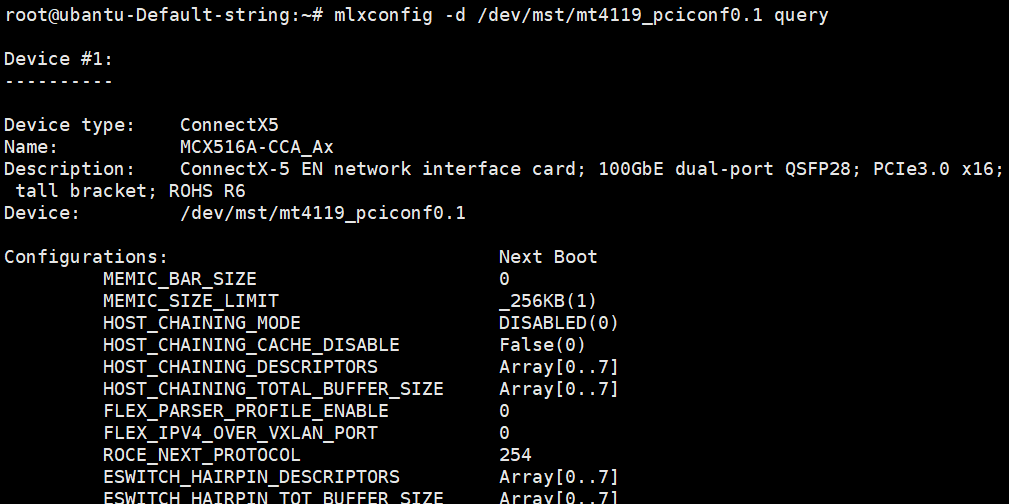 root@ubantu-Default-string:~# mlxconfig -d /dev/mst/mt4119_pciconf0.1 query
Device #1:
----------
Device type:    ConnectX5
Name:           MCX516A-CCA_Ax
Description:    ConnectX-5 EN network interface card; 100GbE dual-port QSFP28; PCIe3.0 x16;
 tall bracket; ROHS R6
Device:         /dev/mst/mt4119_pciconf0.1
Configurations:                              Next Boot
         MEMIC_BAR_SIZE                      0
         MEMIC_SIZE_LIMIT                    _256KB(1)
         HOST_CHAINING_MODE                  DISABLED(0)
         HOST_CHAINING_CACHE_DISABLE         False(0)
         HOST_CHAINING_DESCRIPTORS           Array[0..7]
         HOST_CHAINING_TOTAL_BUFFER_SIZE     Array[0..7]
         FLEX_PARSER_PROFILE_ENABLE          0
         FLEX_IPV4_OVER_VXLAN_PORT           0
         ROCE_NEXT_PROTOCOL                  254
         ESWITCH_HAIRPIN_DESCRIPTORS         Array[0..7]
         ESWITCH_HAIRPIN_TOT_BUFFER_SIZE     Array[0..7]